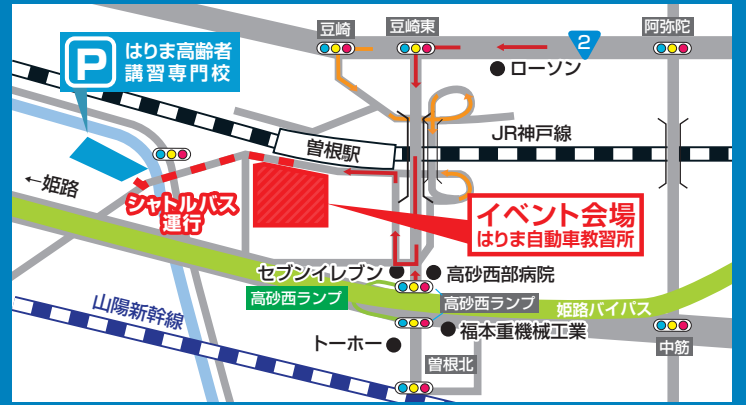 豆崎
豆崎東
2
阿弥陀
P
はりま高齢者
講習専門校
ローソン
JR神戸線
曽根駅
←姫路
シャトルバス
運行
イベント会場
はりま自動車教習所
セブンイレブン
高砂西部病院
高砂西ランプ
高砂西ランプ
姫路バイパス
山陽新幹線
トーホー
福本重機械工業
中筋
曽根北